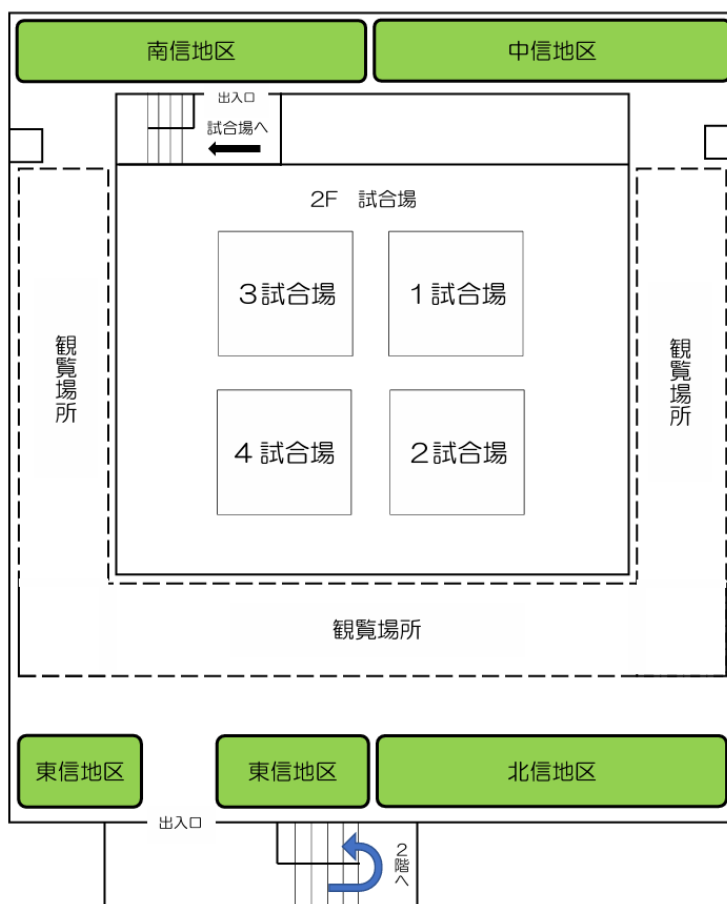 南信地区
中信地区
出入口
試合場へ
2F 試合場
3試合場
1試合場
観覧場所
観覧場所
4試合場
2試合場
観覧場所
東信地区
東信地区
北信地区
出入口
2階へ